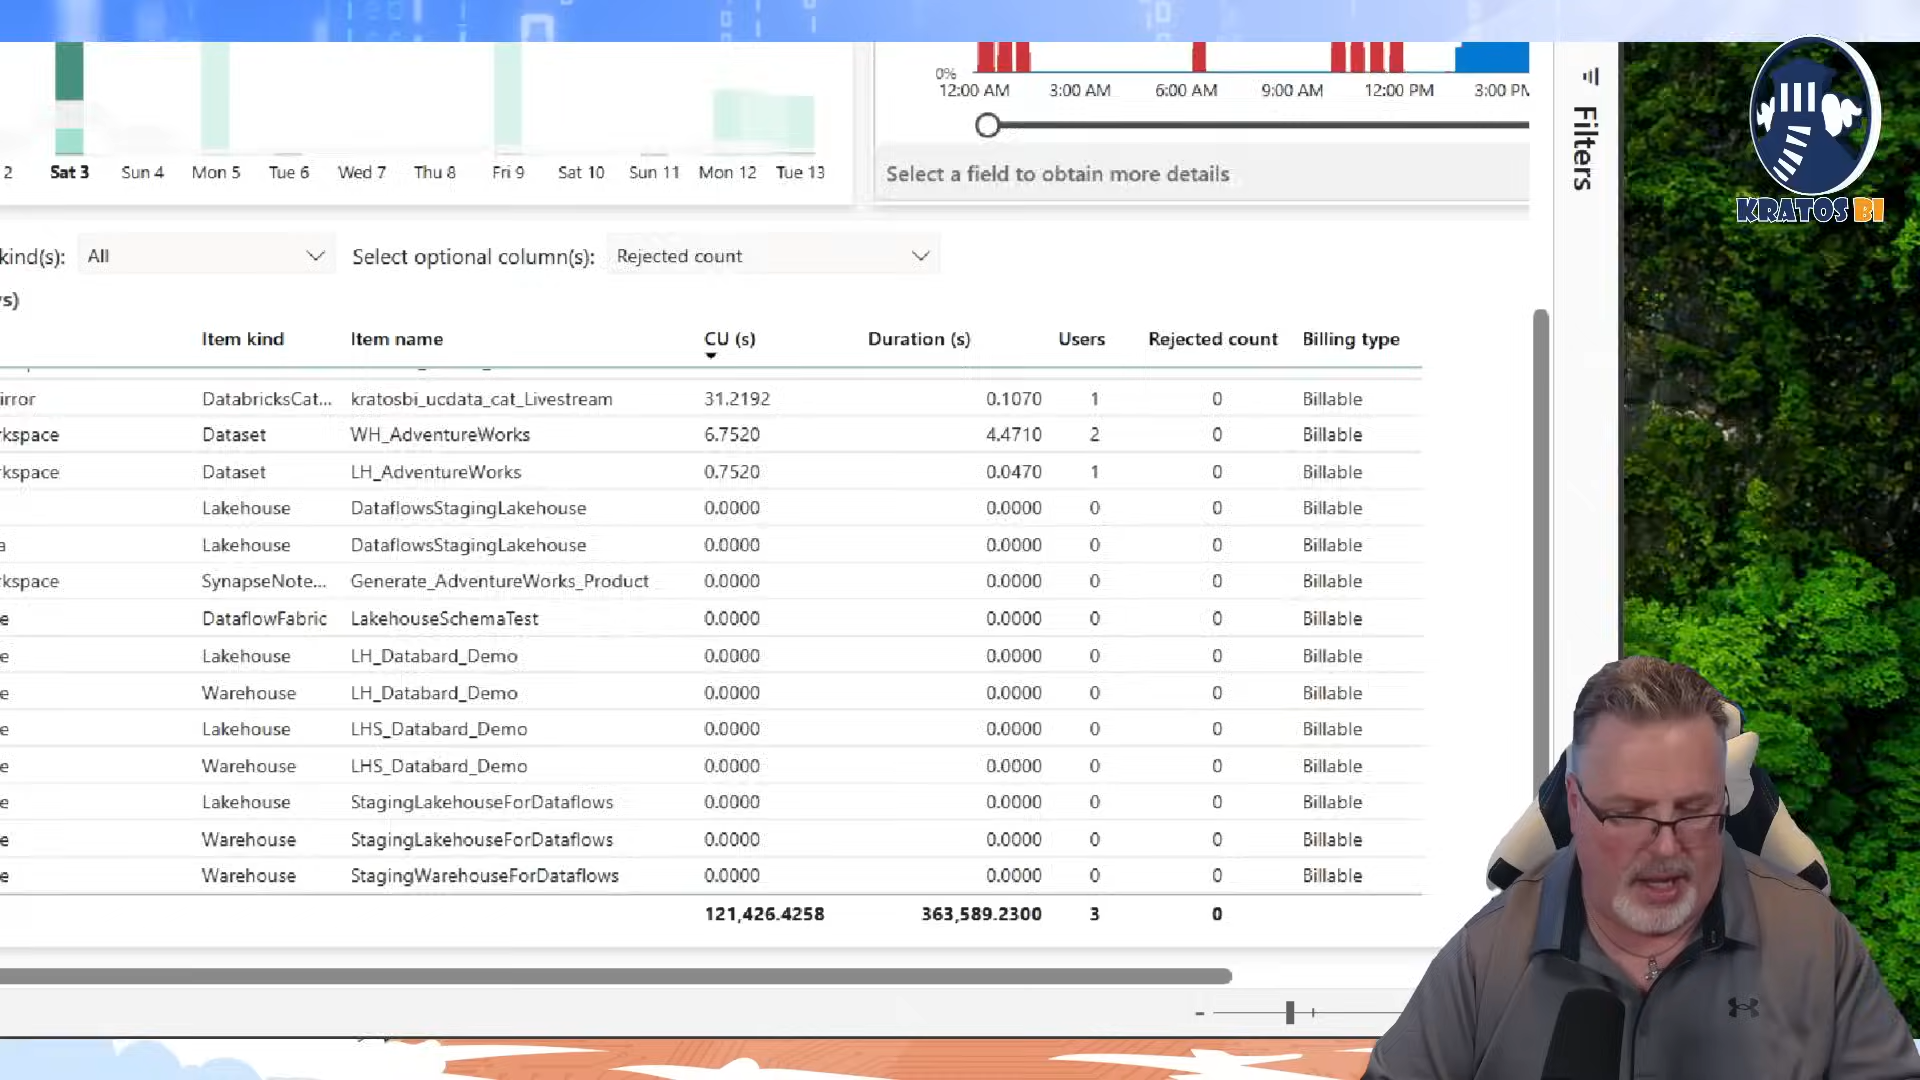 0%
12:00 AM 3:00 AM 6:00 AM 9:00 AM 12:00 PM 3:00 PM
2 Sat 3 Sun 4 Mon 5 Tue 6 Wed 7 Thu 8 Fri 9 Sat 10 Sun 11 Mon 12 Tue 13
Select a field to obtain more details
Filters
KRATOS BI
kind(s): All Select optional column(s): Rejected count
s)
Item kind Item name CU (s) Duration (s) Users Rejected count Billing type
irror DatabricksCat... kratosbi_ucdata_cat_Livestream 31.2192 0.1070 1 0 Billable
kspace Dataset WH_AdventureWorks 6.7520 4.4710 2 0 Billable
kspace Dataset LH_AdventureWorks 0.7520 0.0470 1 0 Billable
Lakehouse DataflowsStagingLakehouse 0.0000 0.0000 0 0 Billable
a Lakehouse DataflowsStagingLakehouse 0.0000 0.0000 0 0 Billable
kspace SynapseNote... Generate_AdventureWorks_Product 0.0000 0.0000 0 0 Billable
e DataflowFabric LakehouseSchemaTest 0.0000 0.0000 0 0 Billable
e Lakehouse LH_Databard_Demo 0.0000 0.0000 0 0 Billable
e Warehouse LH_Databard_Demo 0.0000 0.0000 0 0 Billable
e Lakehouse LHS_Databard_Demo 0.0000 0.0000 0 0 Billable
e Warehouse LHS_Databard_Demo 0.0000 0.0000 0 0 Billable
e Lakehouse StagingLakehouseForDataflows 0.0000 0.0000 0 0 Billable
e Warehouse StagingLakehouseForDataflows 0.0000 0.0000 0 0 Billable
e Warehouse StagingWarehouseForDataflows 0.0000 0.0000 0 0 Billable
121,426.4258 363,589.2300 3 0